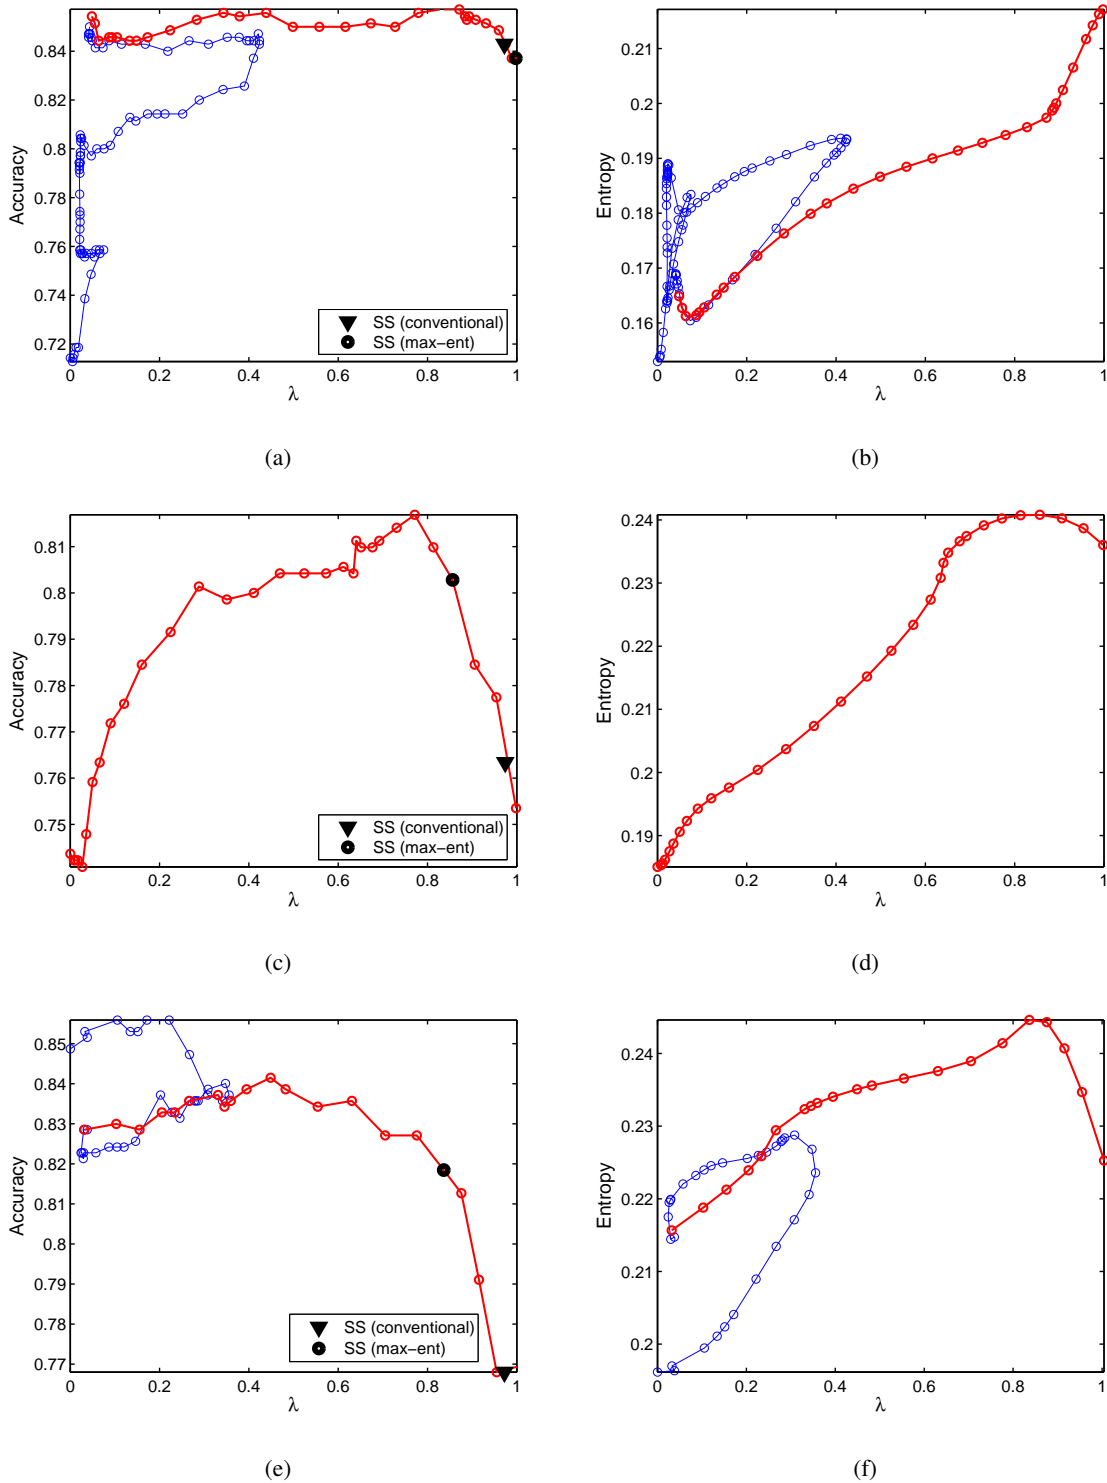 0.84
0.82
0.8
0.78
0.76
0.74
0.72
Accuracy
0 0.2 0.4 0.6 0.8 1
λ
SS (conventional)
SS (max−ent)
(a)
0.21
0.2
0.19
0.18
0.17
0.16
Entropy
0 0.2 0.4 0.6 0.8 1
λ
(b)
0.81
0.8
0.79
0.78
0.77
0.76
0.75
Accuracy
0 0.2 0.4 0.6 0.8 1
λ
SS (conventional)
SS (max−ent)
(c)
0.24
0.23
0.22
0.21
0.2
0.19
Entropy
0 0.2 0.4 0.6 0.8 1
λ
(d)
0.85
0.84
0.83
0.82
0.81
0.8
0.79
0.78
0.77
Accuracy
0 0.2 0.4 0.6 0.8 1
λ
SS (conventional)
SS (max−ent)
(e)
0.24
0.23
0.22
0.21
0.2
Entropy
0 0.2 0.4 0.6 0.8 1
λ
(f)